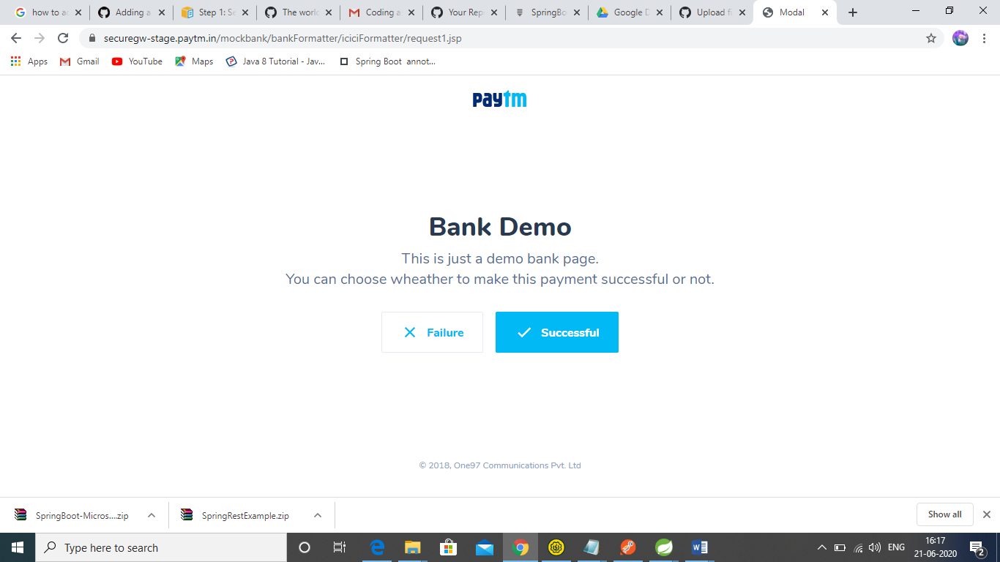 how to ac
Adding a
Step 1: Se
The world
Coding a
Your Rep
SpringBo
Google D
Upload fi
Modal
securegw-stage.paytm.in/mockbank/bankFormatter/iciciFormatter/request1.jsp
Apps
Gmail
YouTube
Maps
Java 8 Tutorial - Jav...
Spring Boot annot...
paytm
Bank Demo
This is just a demo bank page.
You can choose wheather to make this payment successful or not.
Failure
Successful
© 2018, One97 Communications Pvt. Ltd
SpringBoot-Micros....zip
SpringRestExample.zip
Show all
Type here to search
ENG
16:17
21-06-2020
2